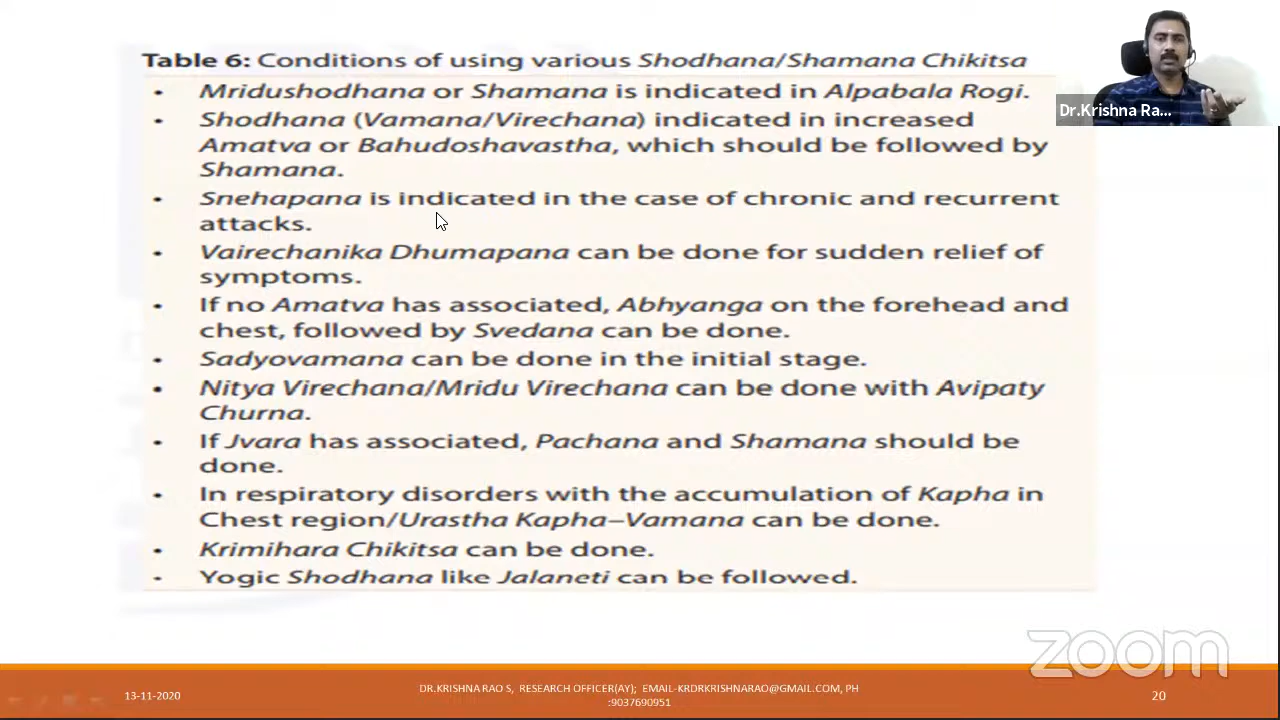 Table 6: Conditions of using various Shodhana/Shamana Chikitsa
• Mridushodhana or Shamana is indicated in Alpabala Rogi.
Dr.Krishna Ra...
• Shodhana (Vamana/Virechana) indicated in increased
Amatva or Bahudoshavastha, which should be followed by
Shamana.
• Snehapana is indicated in the case of chronic and recurrent
attacks.
• Vairechanika Dhumapana can be done for sudden relief of
symptoms.
• If no Amatva has associated, Abhyanga on the forehead and
chest, followed by Svedana can be done.
• Sadyovamana can be done in the initial stage.
• Nitya Virechana/Mridu Virechana can be done with Avipaty
Churna.
• If Jvara has associated, Pachana and Shamana should be
done.
• In respiratory disorders with the accumulation of Kapha in
Chest region/Urastha Kapha–Vamana can be done.
• Krimihara Chikitsa can be done.
• Yogic Shodhana like Jalaneti can be followed.
zoom
13-11-2020
DR.KRISHNA RAO S, RESEARCH OFFICER(AY); EMAIL-KRDRKRISHNARAO@GMAIL.COM, PH
:9037690951
20